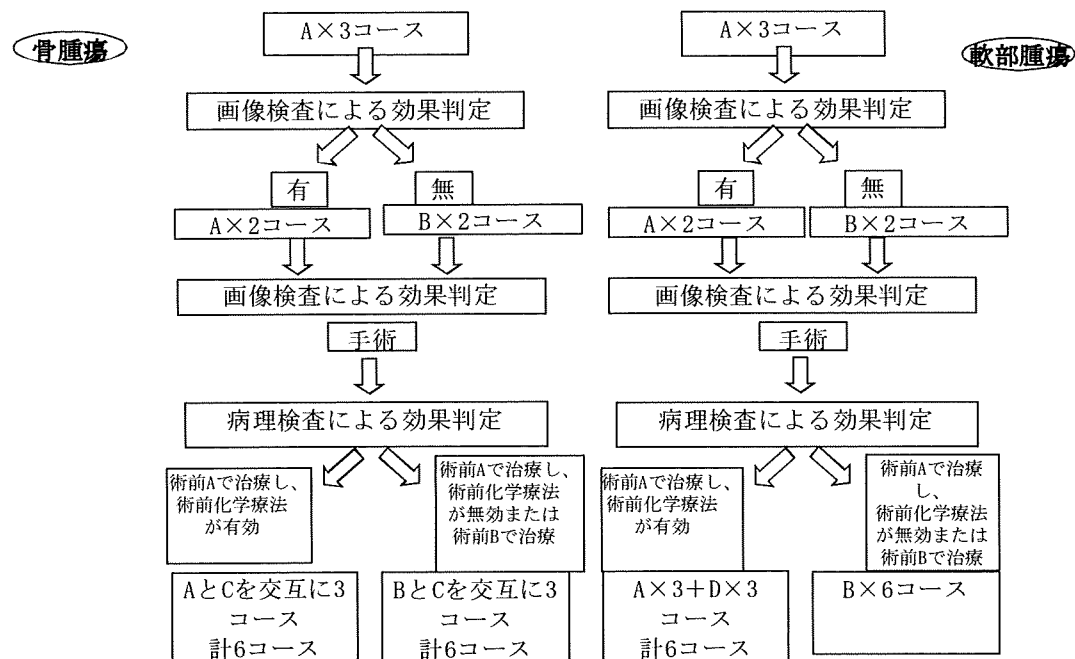 骨腫瘍
A×3コース
画像検査による効果判定
有
無
A×2コース
B×2コース
画像検査による効果判定
手術
病理検査による効果判定
術前Aで治療し、
術前化学療法
が有効
術前Aで治療し、
術前化学療法
が無効または
術前Bで治療
AとCを交互に3
コース
計6コース
BとCを交互に3
コース
計6コース
軟部腫瘍
A×3コース
画像検査による効果判定
有
無
A×2コース
B×2コース
画像検査による効果判定
手術
病理検査による効果判定
術前Aで治療し、
術前化学療法
が有効
術前Aで治療
し、
術前化学療法
が無効または
術前Bで治療
A×3+D×3
コース
計6コース
B×6コース